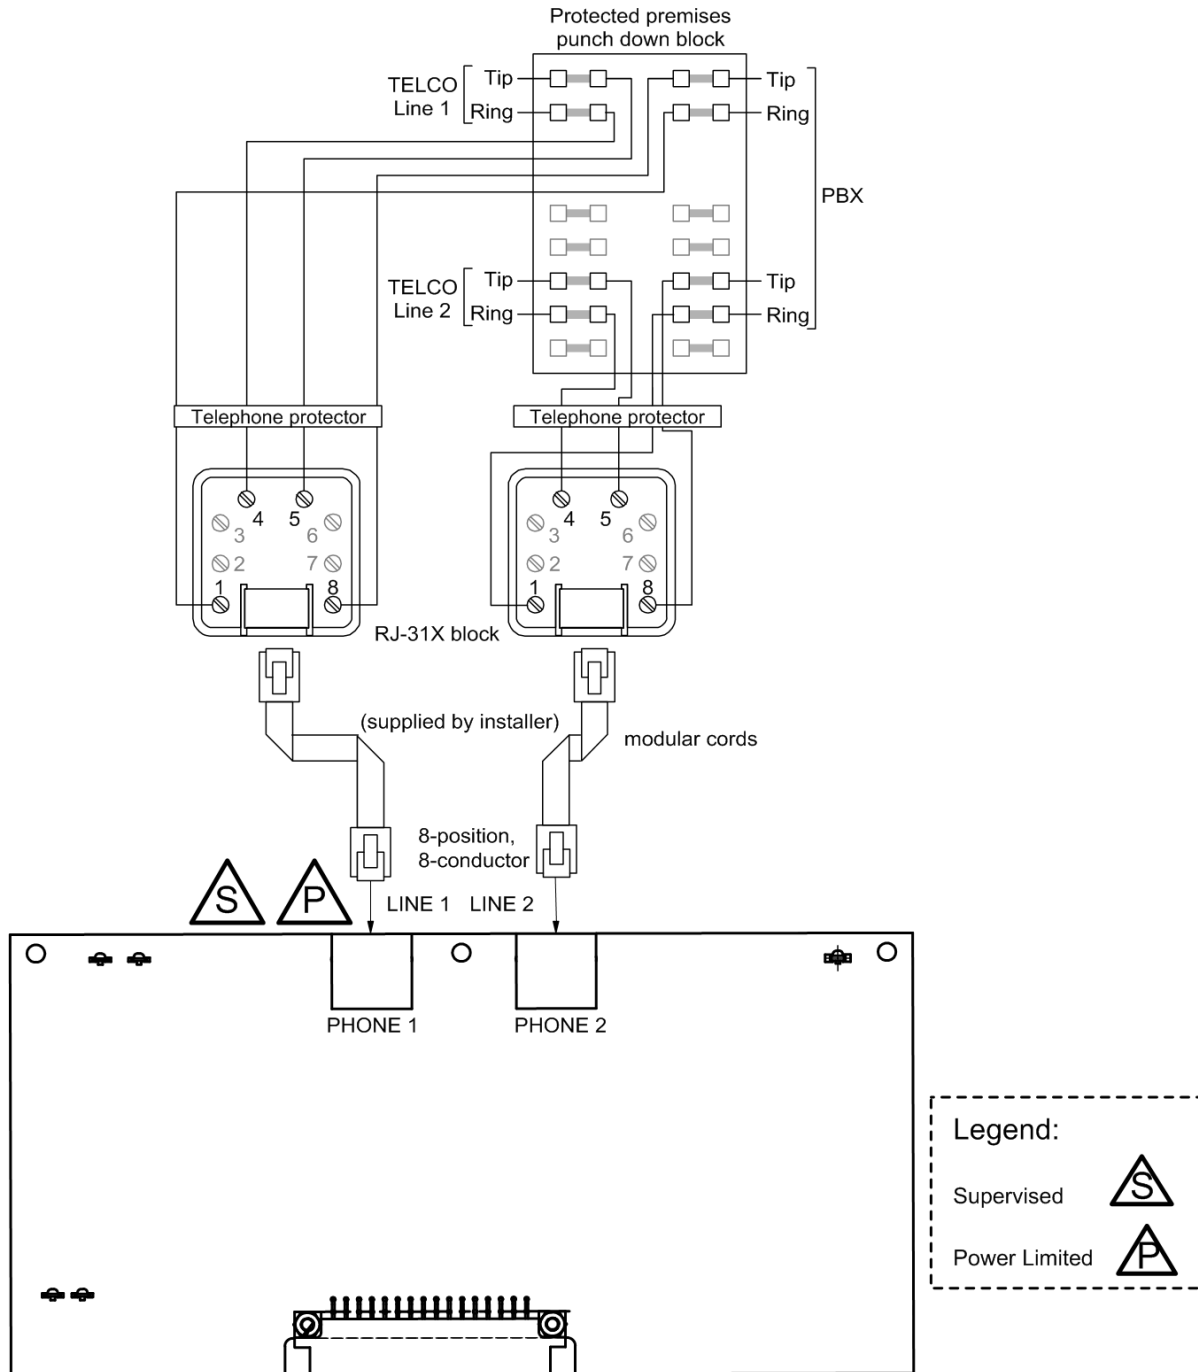 Protected premises
punch down block
TELCO
Line 1
Tip
Ring
Tip
Ring
PBX
TELCO
Line 2
Tip
Ring
Tip
Ring
Telephone protector
Telephone protector
4 5
3 6
2 7
1 8
4 5
3 6
2 7
1 8
RJ-31X block
(supplied by installer)
modular cords
8-position,
8-conductor
S P
LINE 1 LINE 2
PHONE 1 PHONE 2
Legend:
Supervised S
Power Limited P